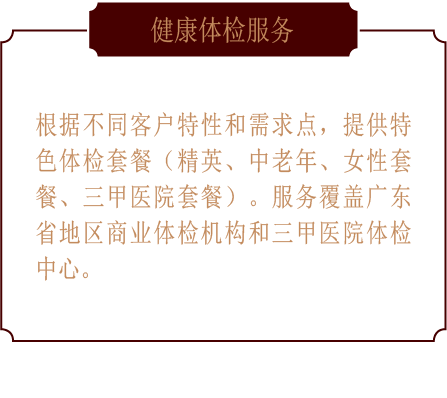 健康体检服务
根据不同客户特性和需求点，提供特
色体检套餐（精英、中老年、女性套
餐、三甲医院套餐）。服务覆盖广东
省地区商业体检机构和三甲医院体检
中心。